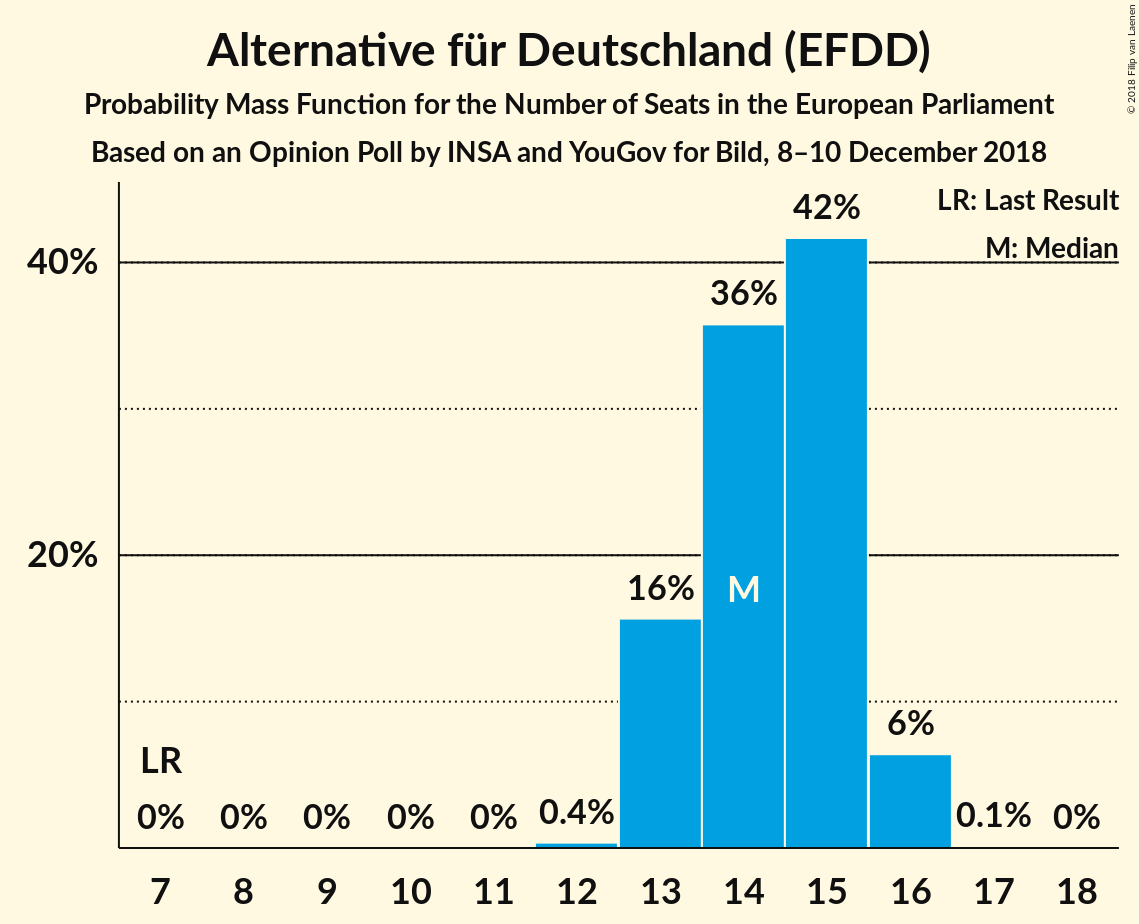 Alternative für Deutschland (EFDD)
Probability Mass Function for the Number of Seats in the European Parliament
Based on an Opinion Poll by INSA and YouGov for Bild, 8–10 December 2018
© 2018 Filip van Laenen
LR: Last Result
M: Median
40%
20%
LR
0%
0%
0%
0%
0%
0.4%
16%
36%
M
42%
6%
0.1%
0%
7 8 9 10 11 12 13 14 15 16 17 18